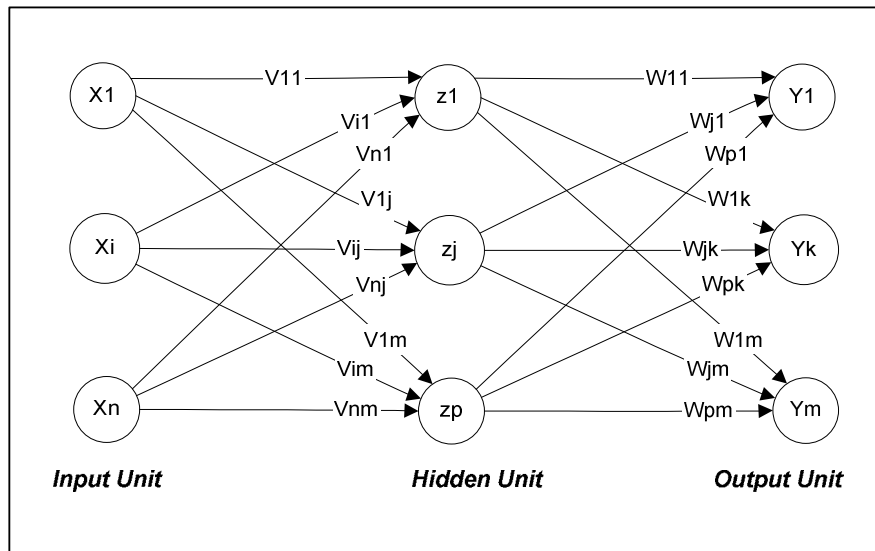 X1 V11 z1 W11 Y1
Vi1 Wj1
Vn1 Wp1
V1j W1k
Xi Vij zj Wjk Yk
Vnj Wpk
V1m W1m
Vim Wjm
Xn Vnm zp Wpm Ym
Input Unit Hidden Unit Output Unit